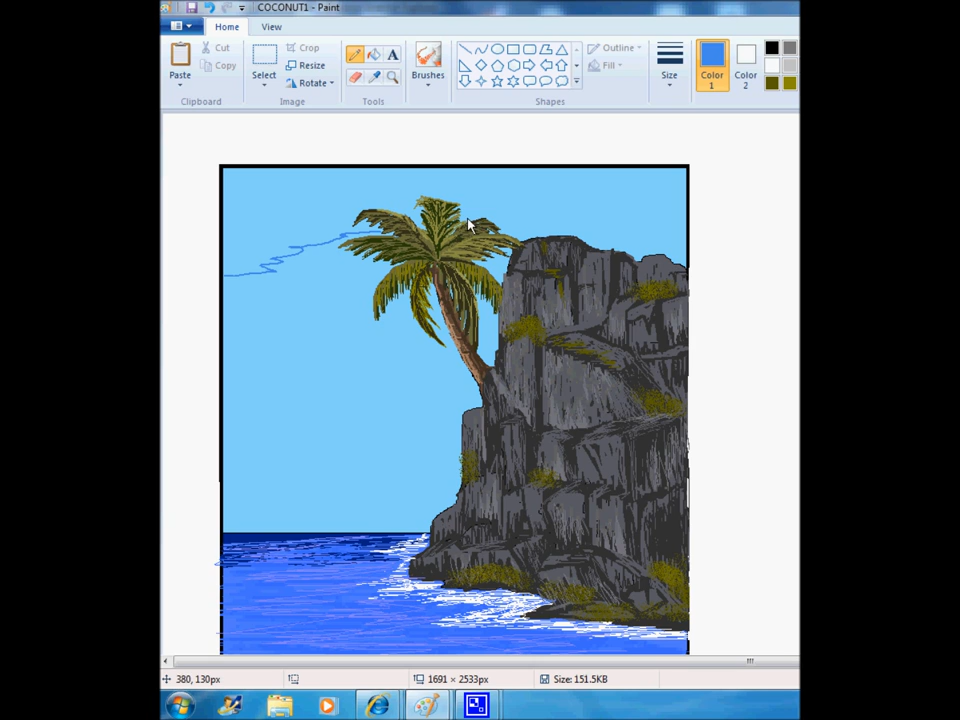 COCONUT1 - Paint
Home View
Paste
Cut
Copy
Clipboard
Select
Crop
Resize
Rotate
Image
A
Tools
Brushes
Outline
Fill
Shapes
Size
Color 1
Color 2
380, 130px
1691 × 2533px
Size: 151.5KB